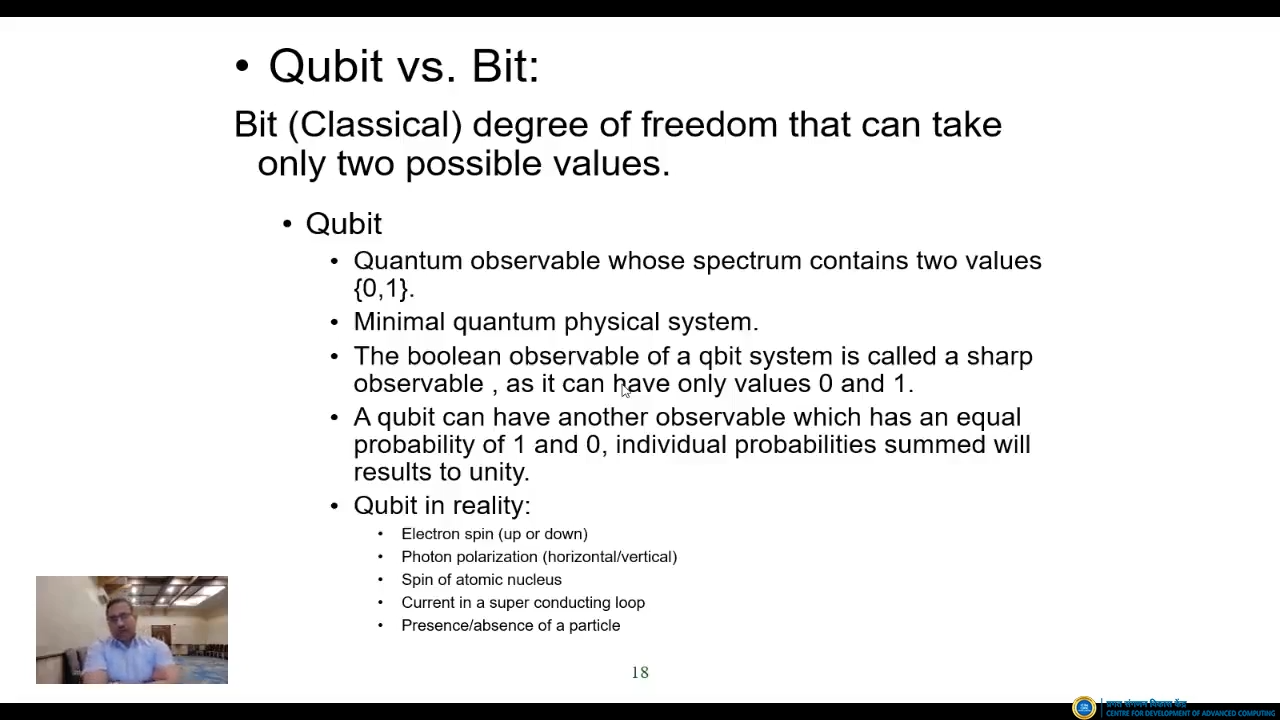 • Qubit vs. Bit:
Bit (Classical) degree of freedom that can take
only two possible values.
• Qubit
• Quantum observable whose spectrum contains two values
{0,1}.
• Minimal quantum physical system.
• The boolean observable of a qbit system is called a sharp
observable , as it can have only values 0 and 1.
• A qubit can have another observable which has an equal
probability of 1 and 0, individual probabilities summed will
results to unity.
• Qubit in reality:
• Electron spin (up or down)
• Photon polarization (horizontal/vertical)
• Spin of atomic nucleus
• Current in a super conducting loop
• Presence/absence of a particle
18
प्रगत संगणन विकास केंद्र
CENTRE FOR DEVELOPMENT OF ADVANCED COMPUTING